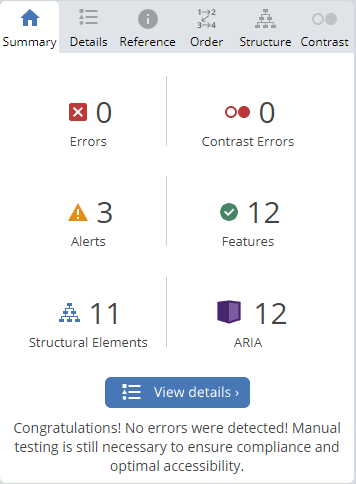 Summary Details Reference Order Structure Contrast
0 0
Errors Contrast Errors
3 12
Alerts Features
11 12
Structural Elements ARIA
View details ›
Congratulations! No errors were detected! Manual
testing is still necessary to ensure compliance and
optimal accessibility.